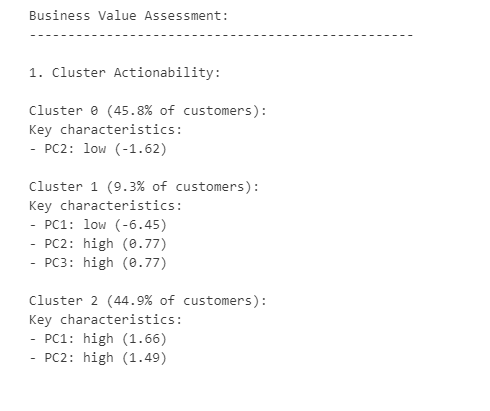 Business Value Assessment:
--------------------------------------------------
1. Cluster Actionability:
Cluster 0 (45.8% of customers):
Key characteristics:
- PC2: low (-1.62)
Cluster 1 (9.3% of customers):
Key characteristics:
- PC1: low (-6.45)
- PC2: high (0.77)
- PC3: high (0.77)
Cluster 2 (44.9% of customers):
Key characteristics:
- PC1: high (1.66)
- PC2: high (1.49)